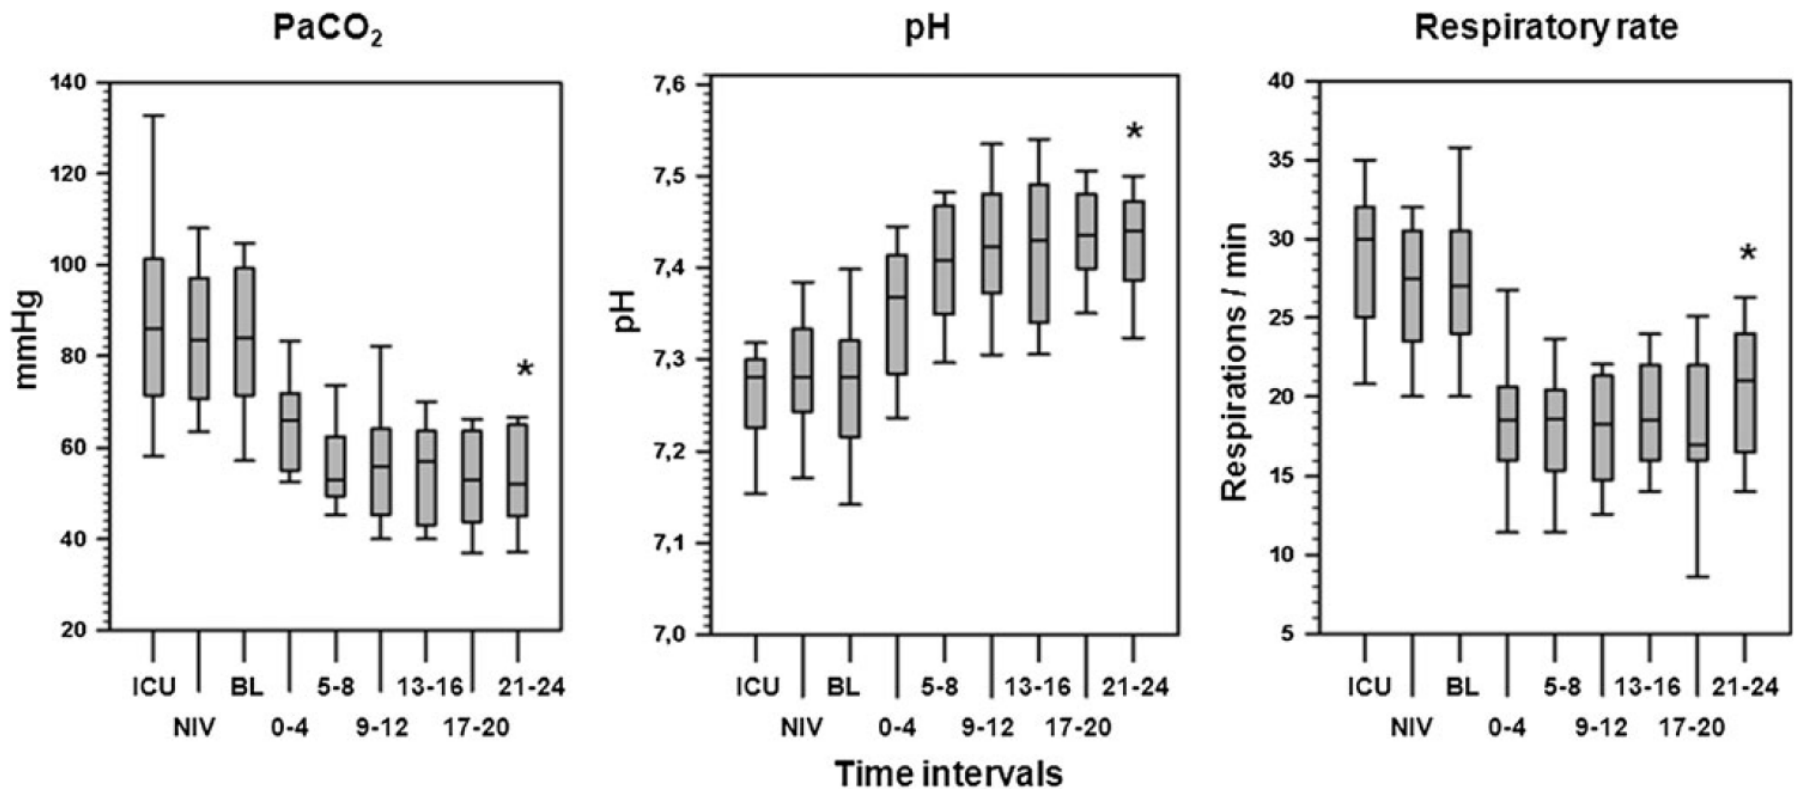 PaCO₂ pH Respiratory rate
140 7,6 40
120 7,5 35
100 7,4 30
80 7,3 25
60 7,2 20
40 7,1 15
20 7,0 10
5
mmHg
pH
Respirations / min
*
*
*
ICU BL 5-8 13-16 21-24
NIV 0-4 9-12 17-20
ICU BL 5-8 13-16 21-24
NIV 0-4 9-12 17-20
ICU BL 5-8 13-16 21-24
NIV 0-4 9-12 17-20
Time intervals